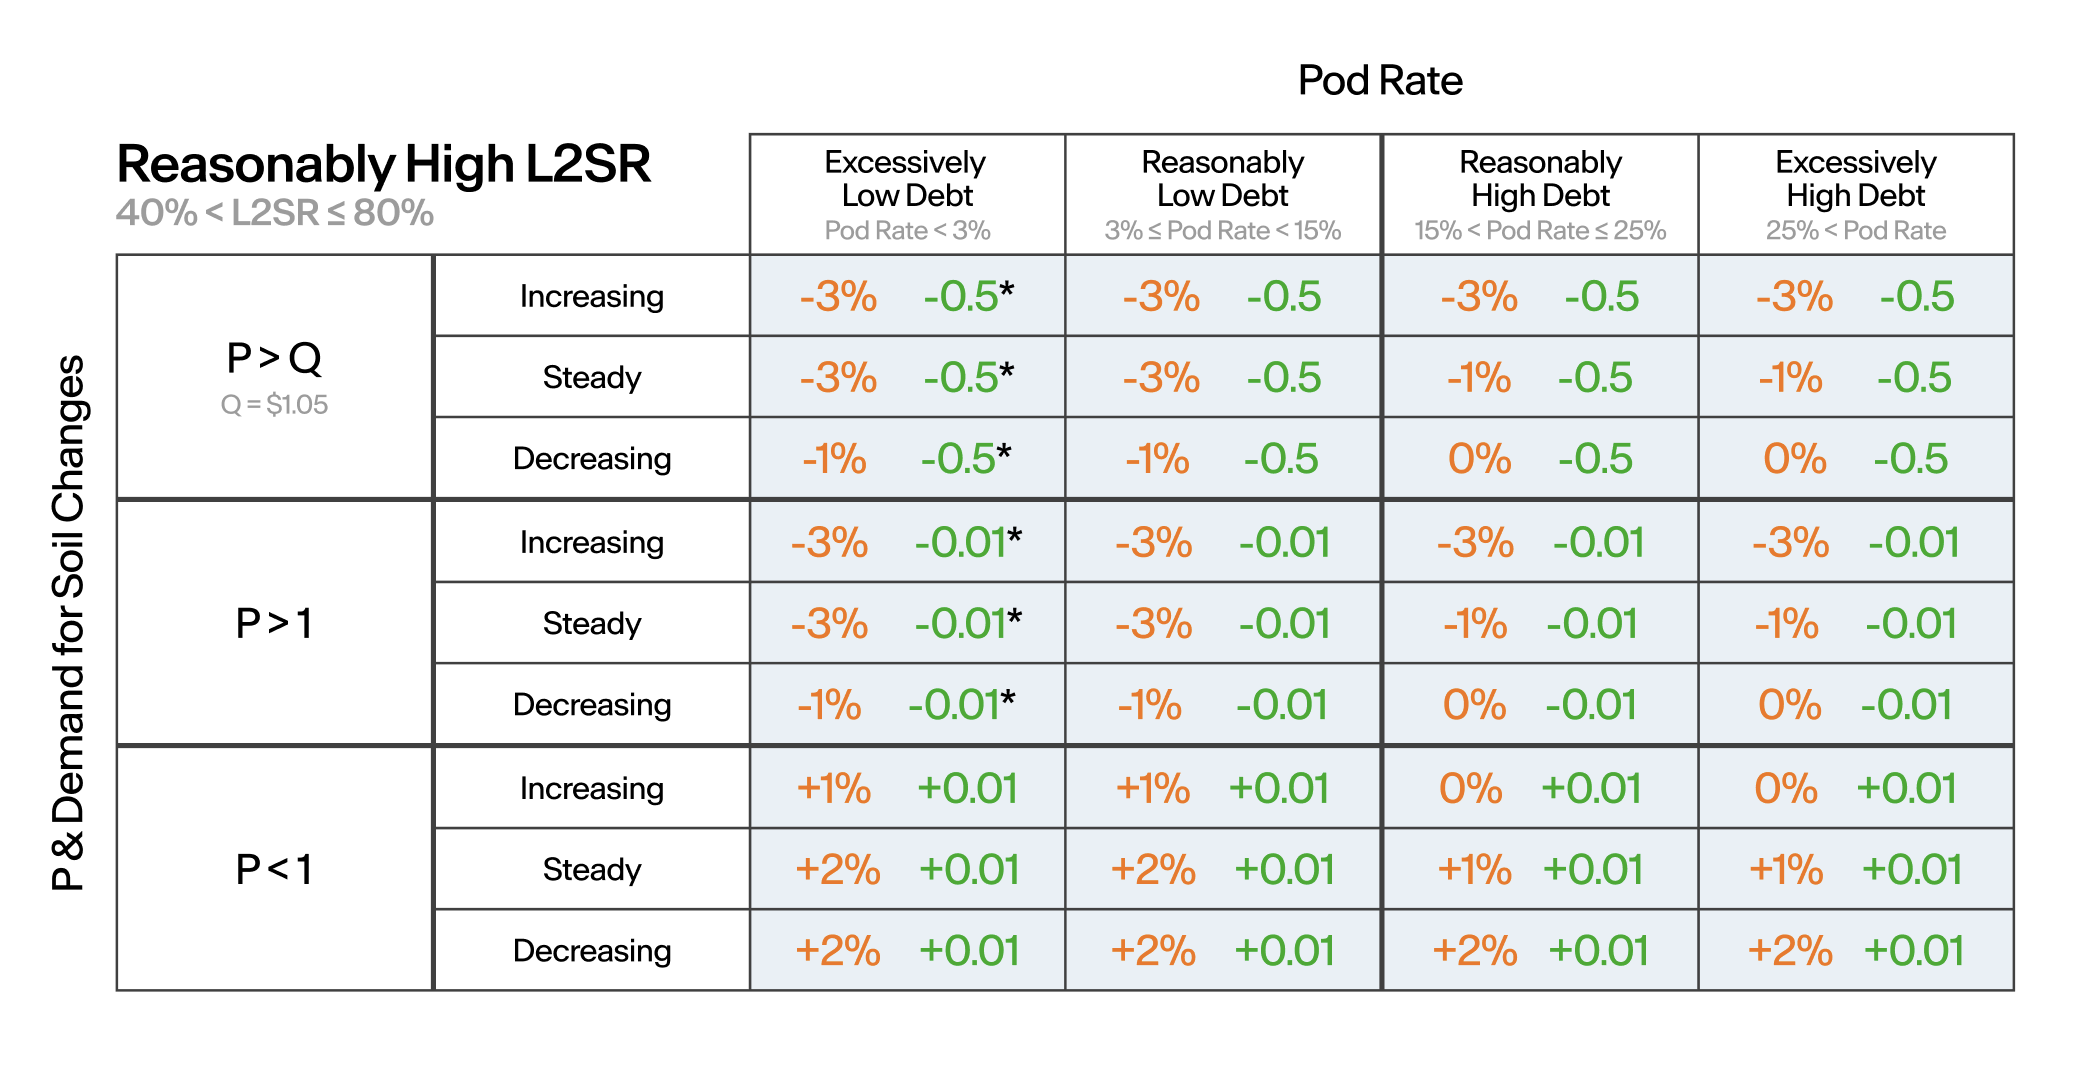 Pod Rate
Reasonably High L2SR
40% < L2SR ≤ 80%
Excessively
Low Debt
Pod Rate < 3%
Reasonably
Low Debt
3% ≤ Pod Rate < 15%
Reasonably
High Debt
15% < Pod Rate ≤ 25%
Excessively
High Debt
25% < Pod Rate
P & Demand for Soil Changes
P > Q
Q = $1.05
Increasing -3% -0.5* -3% -0.5 -3% -0.5 -3% -0.5
Steady -3% -0.5* -3% -0.5 -1% -0.5 -1% -0.5
Decreasing -1% -0.5* -1% -0.5 0% -0.5 0% -0.5
P > 1
Increasing -3% -0.01* -3% -0.01 -3% -0.01 -3% -0.01
Steady -3% -0.01* -3% -0.01 -1% -0.01 -1% -0.01
Decreasing -1% -0.01* -1% -0.01 0% -0.01 0% -0.01
P < 1
Increasing +1% +0.01 +1% +0.01 0% +0.01 0% +0.01
Steady +2% +0.01 +2% +0.01 +1% +0.01 +1% +0.01
Decreasing +2% +0.01 +2% +0.01 +2% +0.01 +2% +0.01